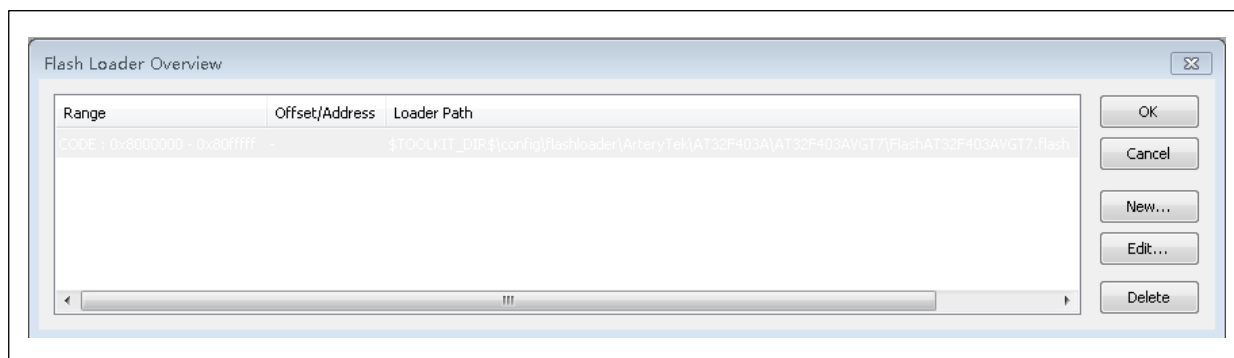 Flash Loader Overview
Range Offset/Address Loader Path
CODE : 0x8000000 - 0x80fffff - $TOOLKIT_DIR$\config\flashloader\ArteryTek\AT32F403A\AT32F403AVGT7\FlashAT32F403AVGT7.flash
OK
Cancel
New...
Edit...
Delete